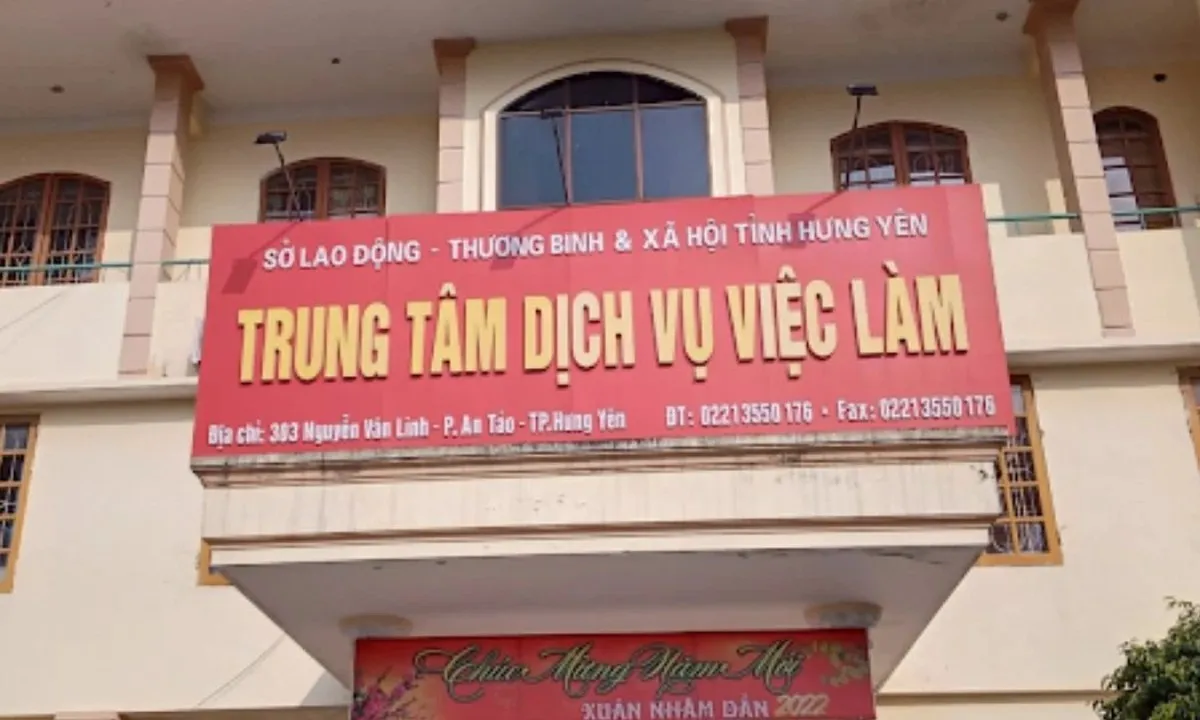 SỞ LAO ĐỘNG - THƯƠNG BINH & XÃ HỘI TỈNH HƯNG YÊN
TRUNG TÂM DỊCH VỤ VIỆC LÀM
Địa chỉ: 303 Nguyễn Văn Linh - P. An Tảo - TP.Hưng Yên ĐT: 02213550 176 - Fax: 02213550 176
Chúc Mừng Năm Mới
XUÂN NHÂM DẦN 2022